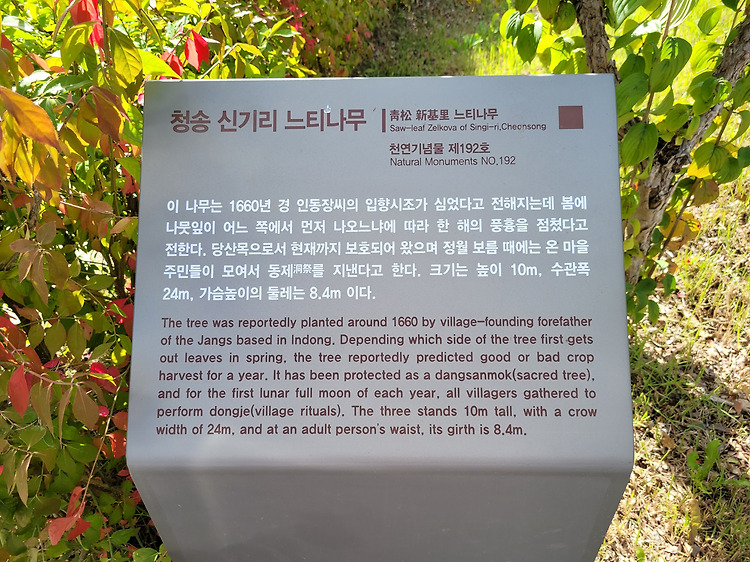 청송 신기리 느티나무
靑松 新基里 느티나무
Saw-leaf Zelkova of Singi-ri,Cheonsong
천연기념물 제192호
Natural Monuments NO.192
이 나무는 1660년 경 인동장씨의 입향시조가 심었다고 전해지는데 봄에
나뭇잎이 어느 쪽에서 먼저 나오느냐에 따라 한 해의 풍흉을 점쳤다고
전한다. 당산목으로서 현재까지 보호되어 왔으며 정월 보름 때에는 온 마을
주민들이 모여서 동제洞祭를 지낸다고 한다. 크기는 높이 10m, 수관폭
24m, 가슴높이의 둘레는 8.4m 이다.
The tree was reportedly planted around 1660 by village-founding forefather
of the Jangs based in Indong. Depending which side of the tree first gets
out leaves in spring, the tree reportedly predicted good or bad crop
harvest for a year. It has been protected as a dangsanmok(sacred tree),
and for the first lunar full moon of each year, all villagers gathered to
perform dongje(village rituals). The three stands 10m tall, with a crow
width of 24m, and at an adult person's waist, its girth is 8.4m.